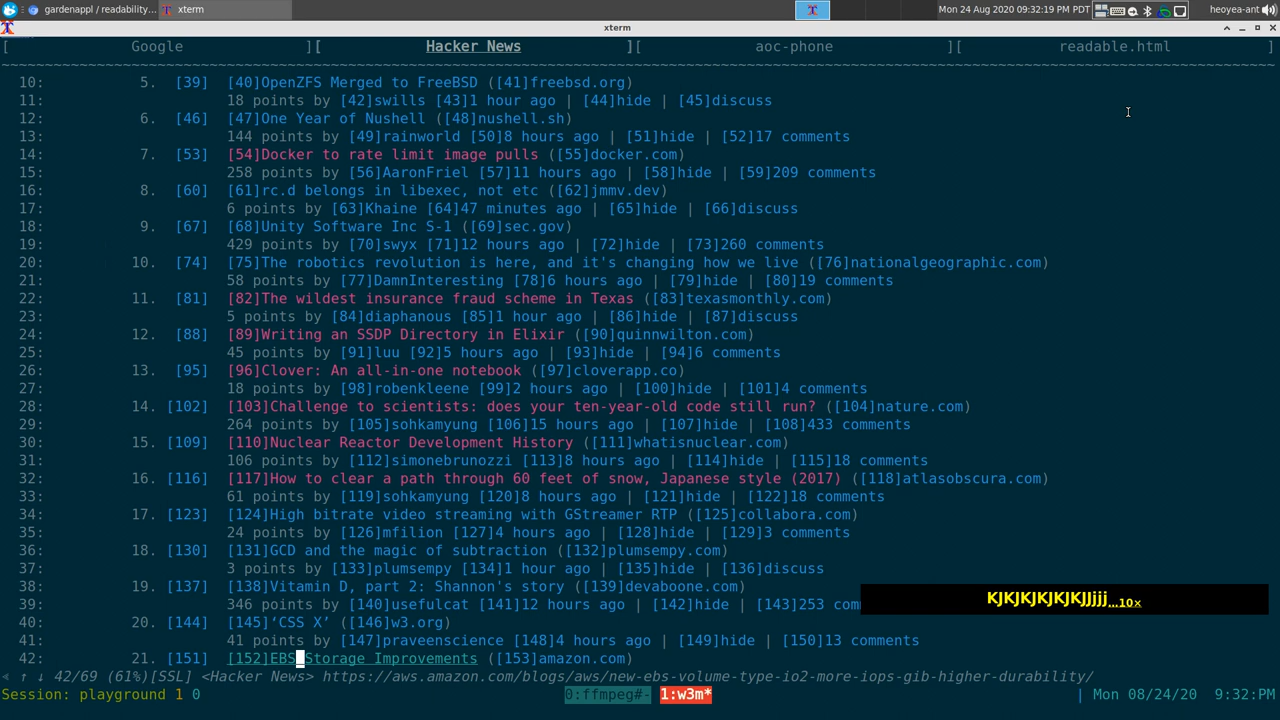 gardenappl / readability... xterm Mon 24 Aug 2020 09:32:19 PM PDT heoyea-ant
xterm
[ Google ][ Hacker News ][ aoc-phone ][ readable.html ]
10: 5. [39] [40]OpenZFS Merged to FreeBSD ([41]freebsd.org)
11: 18 points by [42]swills [43]1 hour ago | [44]hide | [45]discuss
12: 6. [46] [47]One Year of Nushell ([48]nushell.sh)
13: 144 points by [49]rainworld [50]8 hours ago | [51]hide | [52]17 comments
14: 7. [53] [54]Docker to rate limit image pulls ([55]docker.com)
15: 258 points by [56]AaronFriel [57]11 hours ago | [58]hide | [59]209 comments
16: 8. [60] [61]rc.d belongs in libexec, not etc ([62]jmmv.dev)
17: 6 points by [63]Khaine [64]47 minutes ago | [65]hide | [66]discuss
18: 9. [67] [68]Unity Software Inc S-1 ([69]sec.gov)
19: 429 points by [70]swyx [71]12 hours ago | [72]hide | [73]260 comments
20: 10. [74] [75]The robotics revolution is here, and it's changing how we live ([76]nationalgeographic.com)
21: 58 points by [77]DamnInteresting [78]6 hours ago | [79]hide | [80]19 comments
22: 11. [81] [82]The wildest insurance fraud scheme in Texas ([83]texasmonthly.com)
23: 5 points by [84]diaphanous [85]1 hour ago | [86]hide | [87]discuss
24: 12. [88] [89]Writing an SSDP Directory in Elixir ([90]quinnwilton.com)
25: 45 points by [91]luu [92]5 hours ago | [93]hide | [94]6 comments
26: 13. [95] [96]Clover: An all-in-one notebook ([97]cloverapp.co)
27: 18 points by [98]robenkleene [99]2 hours ago | [100]hide | [101]4 comments
28: 14. [102] [103]Challenge to scientists: does your ten-year-old code still run? ([104]nature.com)
29: 264 points by [105]sohkamyung [106]15 hours ago | [107]hide | [108]433 comments
30: 15. [109] [110]Nuclear Reactor Development History ([111]whatisnuclear.com)
31: 106 points by [112]simonebrunozzi [113]8 hours ago | [114]hide | [115]18 comments
32: 16. [116] [117]How to clear a path through 60 feet of snow, Japanese style (2017) ([118]atlasobscura.com)
33: 61 points by [119]sohkamyung [120]8 hours ago | [121]hide | [122]18 comments
34: 17. [123] [124]High bitrate video streaming with GStreamer RTP ([125]collabora.com)
35: 24 points by [126]mfilion [127]4 hours ago | [128]hide | [129]3 comments
36: 18. [130] [131]GCD and the magic of subtraction ([132]plumsempy.com)
37: 3 points by [133]plumsempy [134]1 hour ago | [135]hide | [136]discuss
38: 19. [137] [138]Vitamin D, part 2: Shannon's story ([139]devaboone.com)
39: 346 points by [140]usefulcat [141]12 hours ago | [142]hide | [143]253 com
KJKJKJKJKJKJJjjjj...10×
40: 20. [144] [145]‘CSS X’ ([146]w3.org)
41: 41 points by [147]praveenscience [148]4 hours ago | [149]hide | [150]13 comments
42: 21. [151] [152]EBS Storage Improvements ([153]amazon.com)
« ↑ ↓ 42/69 (61%)[SSL] <Hacker News> https://aws.amazon.com/blogs/aws/new-ebs-volume-type-io2-more-iops-gib-higher-durability/
Session: playground 1 0 0:ffmpeg#- 1:w3m* | Mon 08/24/20 9:32:PM